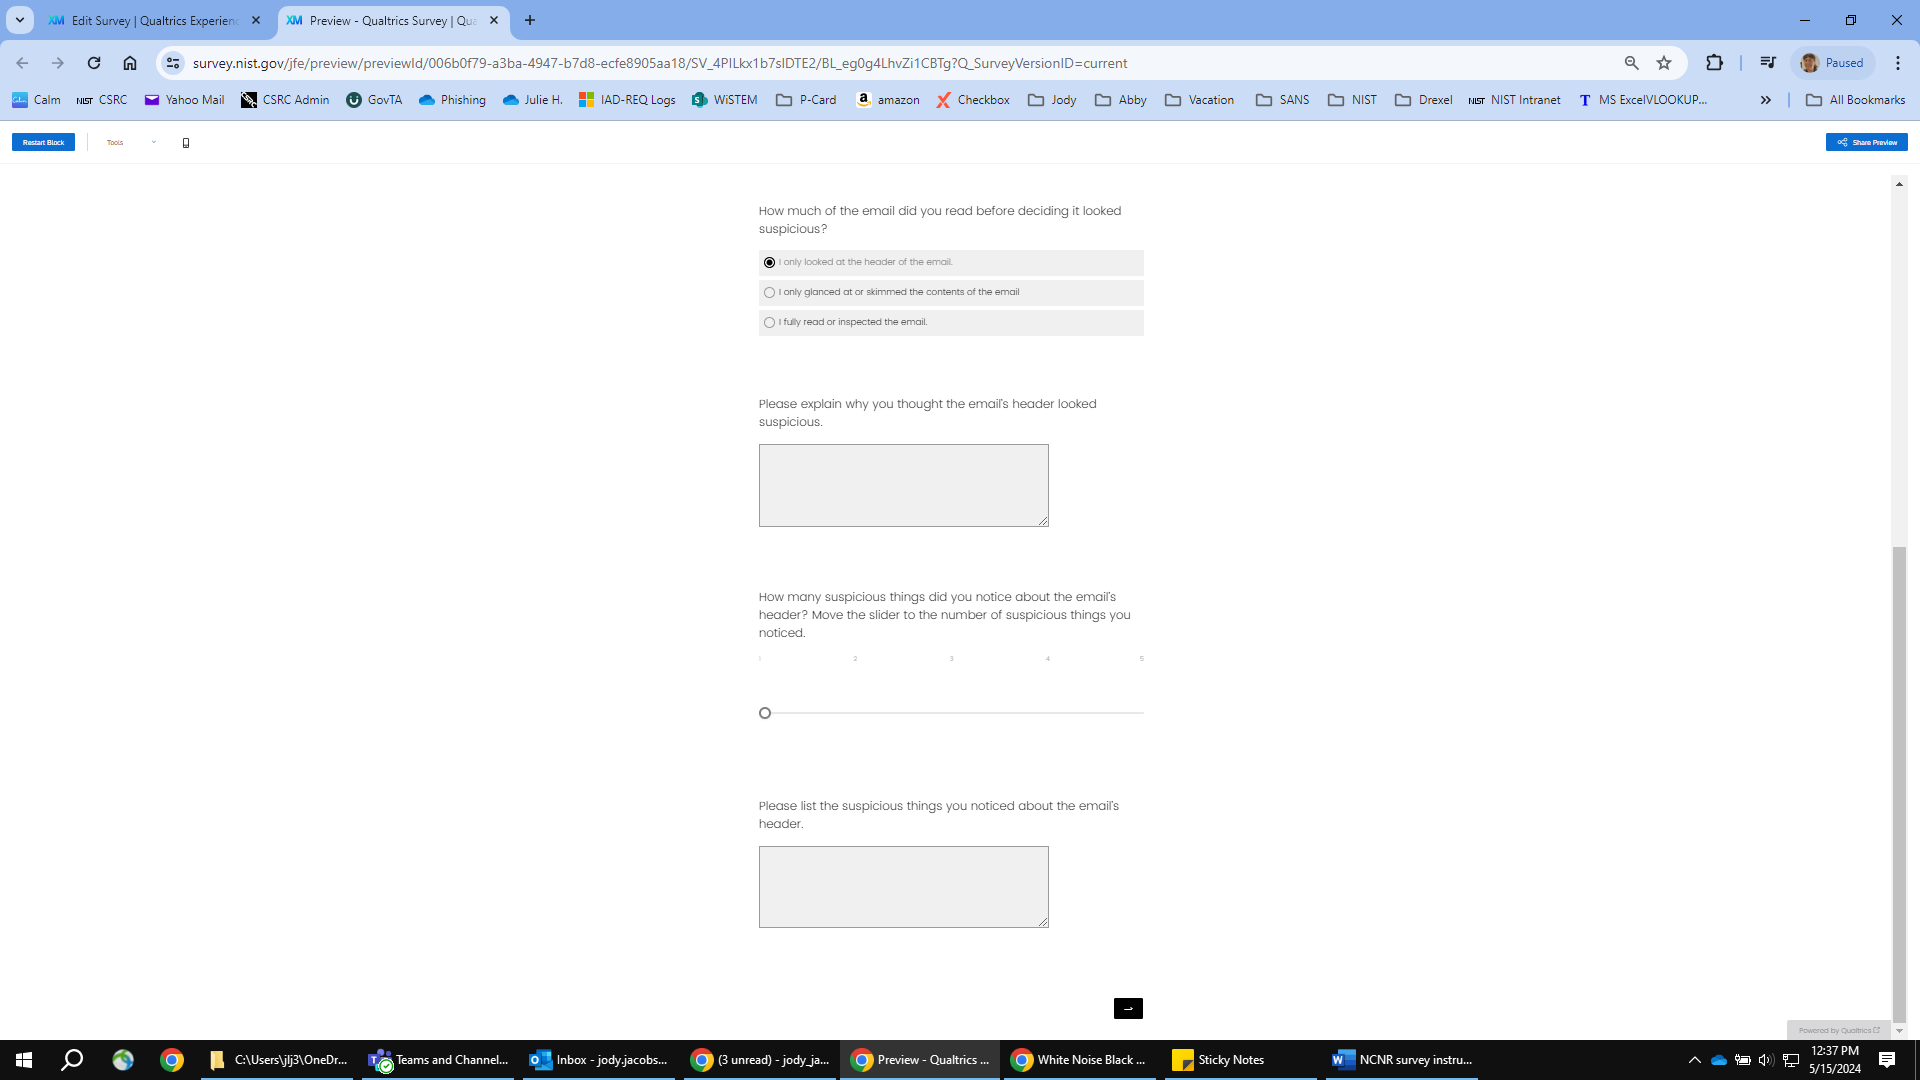 Edit Survey | Qualtrics Experienc
Preview - Qualtrics Survey | Qua
survey.nist.gov/jfe/preview/previewId/006b0f79-a3ba-4947-b7d8-ecfe8905aa18/SV_4PILkx1b7slDTE2/BL_eg0g4LhvZi1CBTg?Q_SurveyVersionID=current
Paused
Calm
NIST CSRC
Yahoo Mail
CSRC Admin
GovTA
Phishing
Julie H.
IAD-REQ Logs
WiSTEM
P-Card
amazon
Checkbox
Jody
Abby
Vacation
SANS
NIST
Drexel
NIST NIST Intranet
MS ExcelVLOOKUP...
All Bookmarks
Restart Block
Tools
Share Preview
How much of the email did you read before deciding it looked
suspicious?
I only looked at the header of the email.
I only glanced at or skimmed the contents of the email
I fully read or inspected the email.
Please explain why you thought the email's header looked
suspicious.
How many suspicious things did you notice about the email's
header? Move the slider to the number of suspicious things you
noticed.
1 2 3 4 5
Please list the suspicious things you noticed about the email's
header.
Powered by Qualtrics
C:\Users\jlj3\OneDr...
Teams and Channel...
Inbox - jody.jacobs...
(3 unread) - jody_ja...
Preview - Qualtrics ...
White Noise Black ...
Sticky Notes
NCNR survey instru...
12:37 PM
5/15/2024